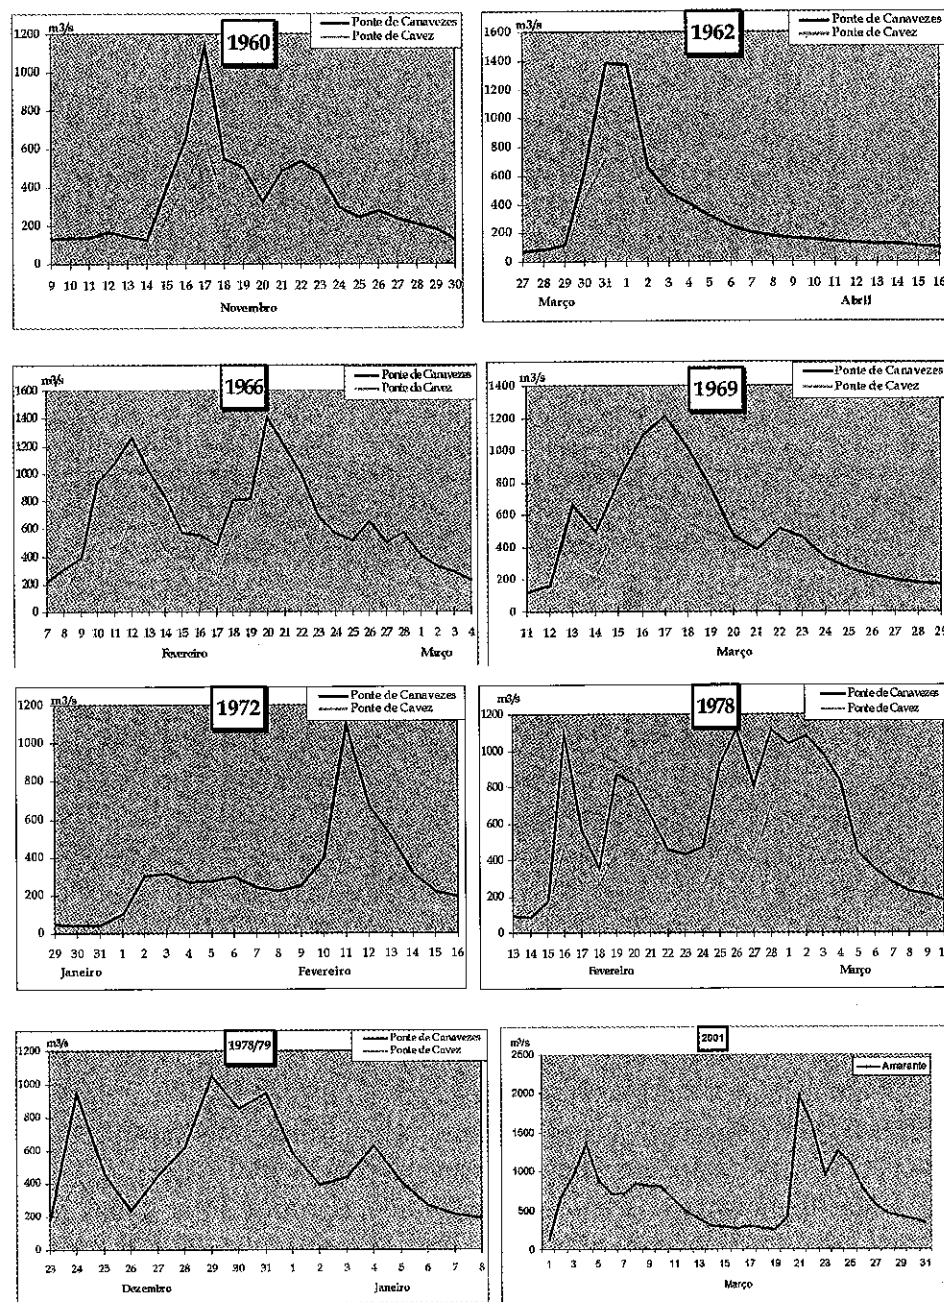 m3/s
1960
Ponte de Canavezes
Ponte de Cavez
1200
1000
800
600
400
200
0
9 10 11 12 13 14 15 16 17 18 19 20 21 22 23 24 25 26 27 28 29 30
Novembro
m3/s
1962
Ponte de Canavezes
Ponte de Cavez
1600
1400
1200
1000
800
600
400
200
0
27 28 29 30 31 1 2 3 4 5 6 7 8 9 10 11 12 13 14 15 16
Março Abril
m3/s
1966
Ponte de Canavezes
Ponte de Cavez
1600
1400
1200
1000
800
600
400
200
0
7 8 9 10 11 12 13 14 15 16 17 18 19 20 21 22 23 24 25 26 27 28 1 2 3 4
Fevereiro Março
m3/s
1969
Ponte de Canavezes
Ponte de Cavez
1400
1200
1000
800
600
400
200
0
11 12 13 14 15 16 17 18 19 20 21 22 23 24 25 26 27 28 29
Março
m3/s
1972
Ponte de Canavezes
Ponte de Cavez
1200
1000
800
600
400
200
0
29 30 31 1 2 3 4 5 6 7 8 9 10 11 12 13 14 15 16
Janeiro Fevereiro
m3/s
1978
Ponte de Canavezes
Ponte de Cavez
1200
1000
800
600
400
200
0
13 14 15 16 17 18 19 20 21 22 23 24 25 26 27 28 1 2 3 4 5 6 7 8 9 1
Fevereiro Março
m3/s
1978/79
Ponte de Canavezes
Ponte de Cavez
1200
1000
800
600
400
200
0
23 24 25 26 27 28 29 30 31 1 2 3 4 5 6 7 8
Dezembro Janeiro
m³/s
2001
Amarante
2500
2000
1500
1000
500
0
1 3 5 7 9 11 13 15 17 19 21 23 25 27 29 31
Março